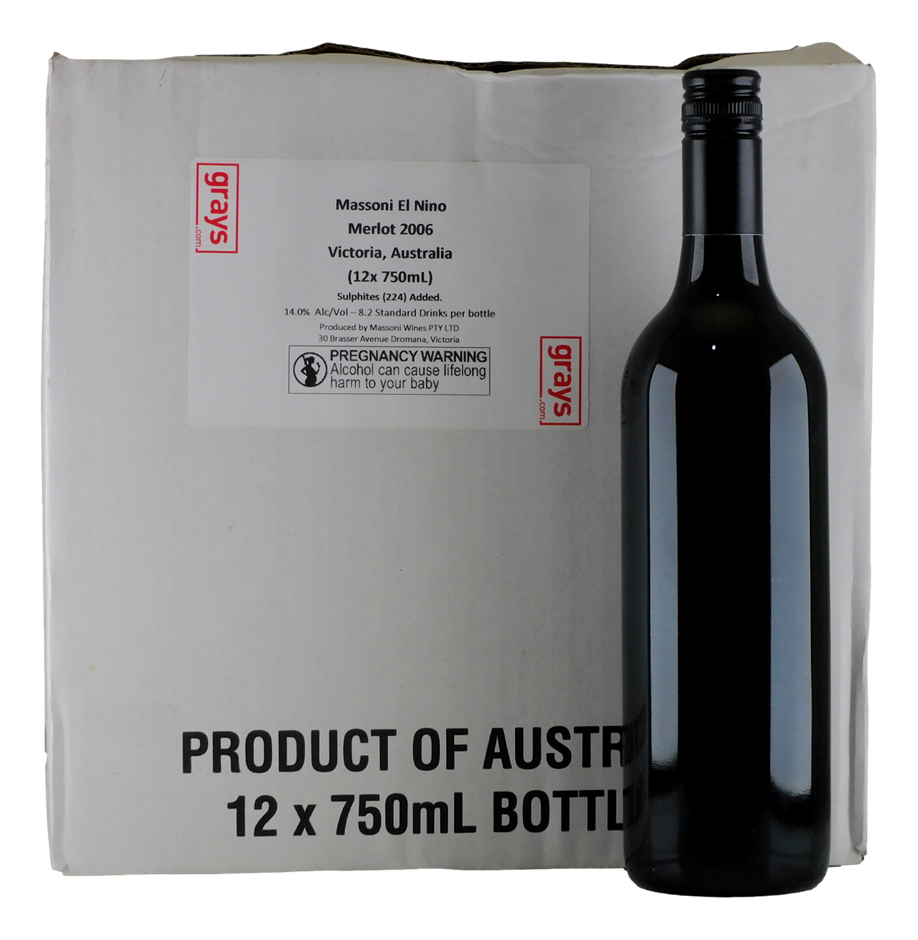 grays
.com
Massoni El Nino
Merlot 2006
Victoria, Australia
(12x 750mL)
Sulphites (224) Added.
14.0% Alc/Vol – 8.2 Standard Drinks per bottle
Produced by Massoni Wines PTY LTD
30 Brasser Avenue Dromana, Victoria
PREGNANCY WARNING
Alcohol can cause lifelong
harm to your baby
grays
.com
PRODUCT OF AUSTR
12 x 750mL BOTTL